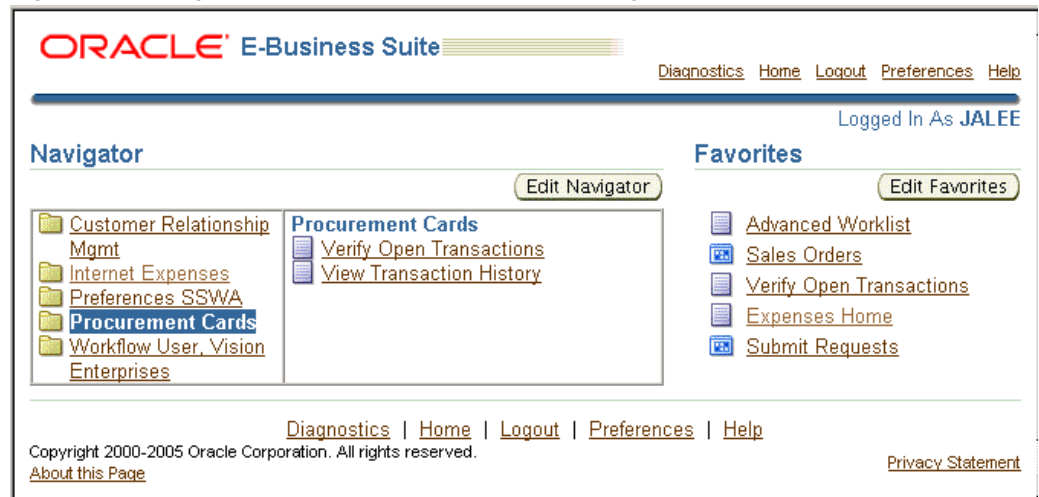 ORACLE E-Business Suite
Diagnostics Home Logout Preferences Help
Logged In As JALEE
Navigator
Edit Navigator
Customer Relationship
Mgmt
Internet Expenses
Preferences SSWA
Procurement Cards
Workflow User, Vision
Enterprises
Procurement Cards
Verify Open Transactions
View Transaction History
Favorites
Edit Favorites
Advanced Worklist
Sales Orders
Verify Open Transactions
Expenses Home
Submit Requests
Diagnostics | Home | Logout | Preferences | Help
Copyright 2000-2005 Oracle Corporation. All rights reserved.
About this Page
Privacy Statement